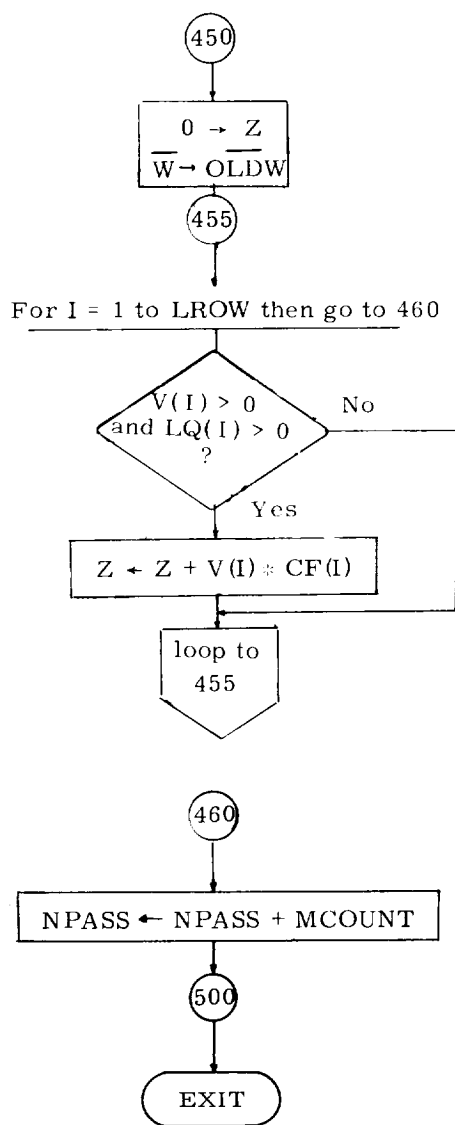 450
0 → Z
W → OLDW
455
For I = 1 to LROW then go to 460
V(I) > 0
and LQ(I) > 0
?
No
Yes
Z ← Z + V(I) * CF(I)
loop to
455
460
NPASS ← NPASS + MCOUNT
500
EXIT